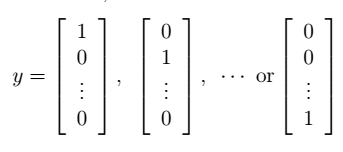 y = [1 0 ⋮ 0], [0 1 ⋮ 0], ⋯ or [0 0 ⋮ 1]